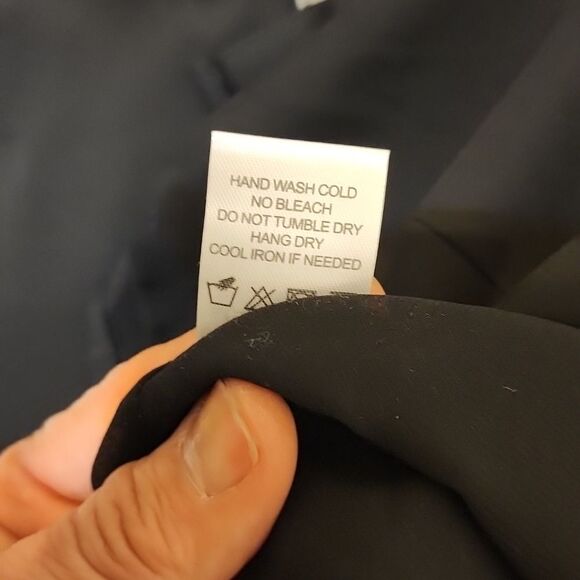 HAND WASH COLD
NO BLEACH
DO NOT TUMBLE DRY
HANG DRY
COOL IRON IF NEEDED